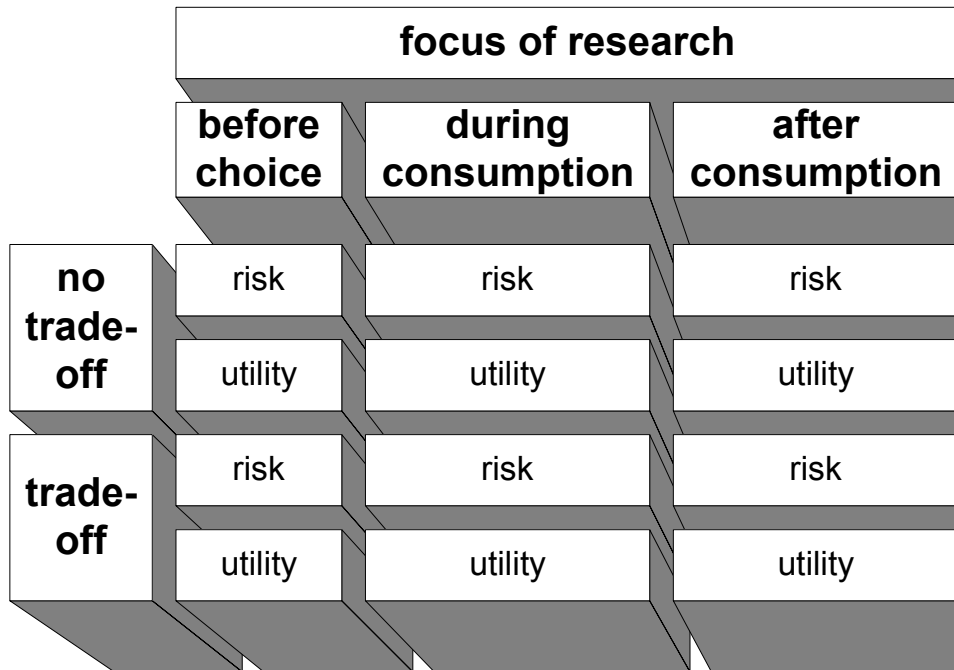 focus of research
before
choice
during
consumption
after
consumption
no
trade-
off
risk
risk
risk
utility
utility
utility
trade-
off
risk
risk
risk
utility
utility
utility